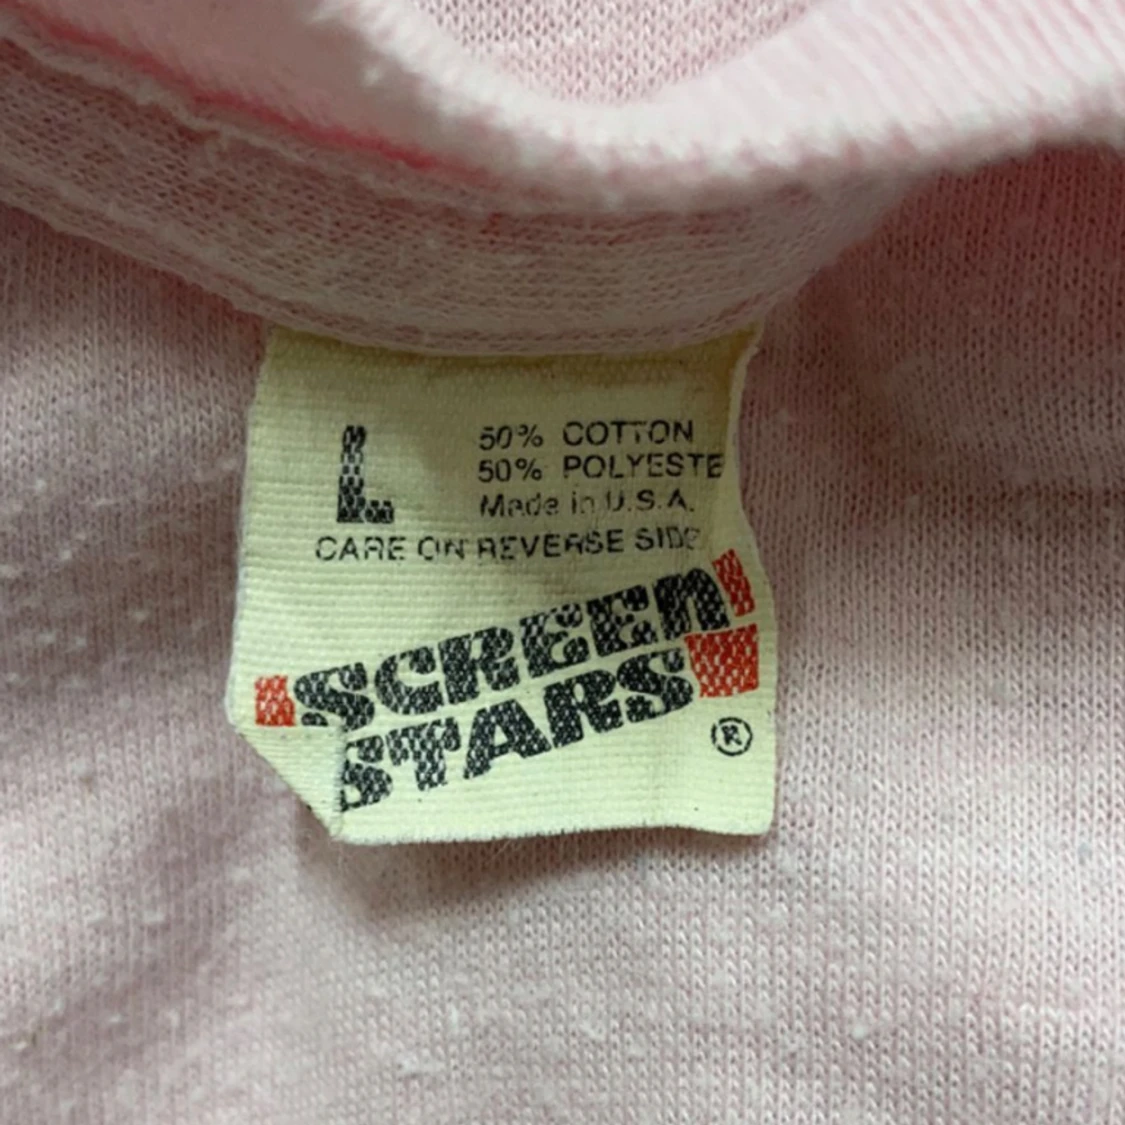 L
50% COTTON
50% POLYESTE
Made in U.S.A.
CARE ON REVERSE SIDE
SCREEN
STARS
®